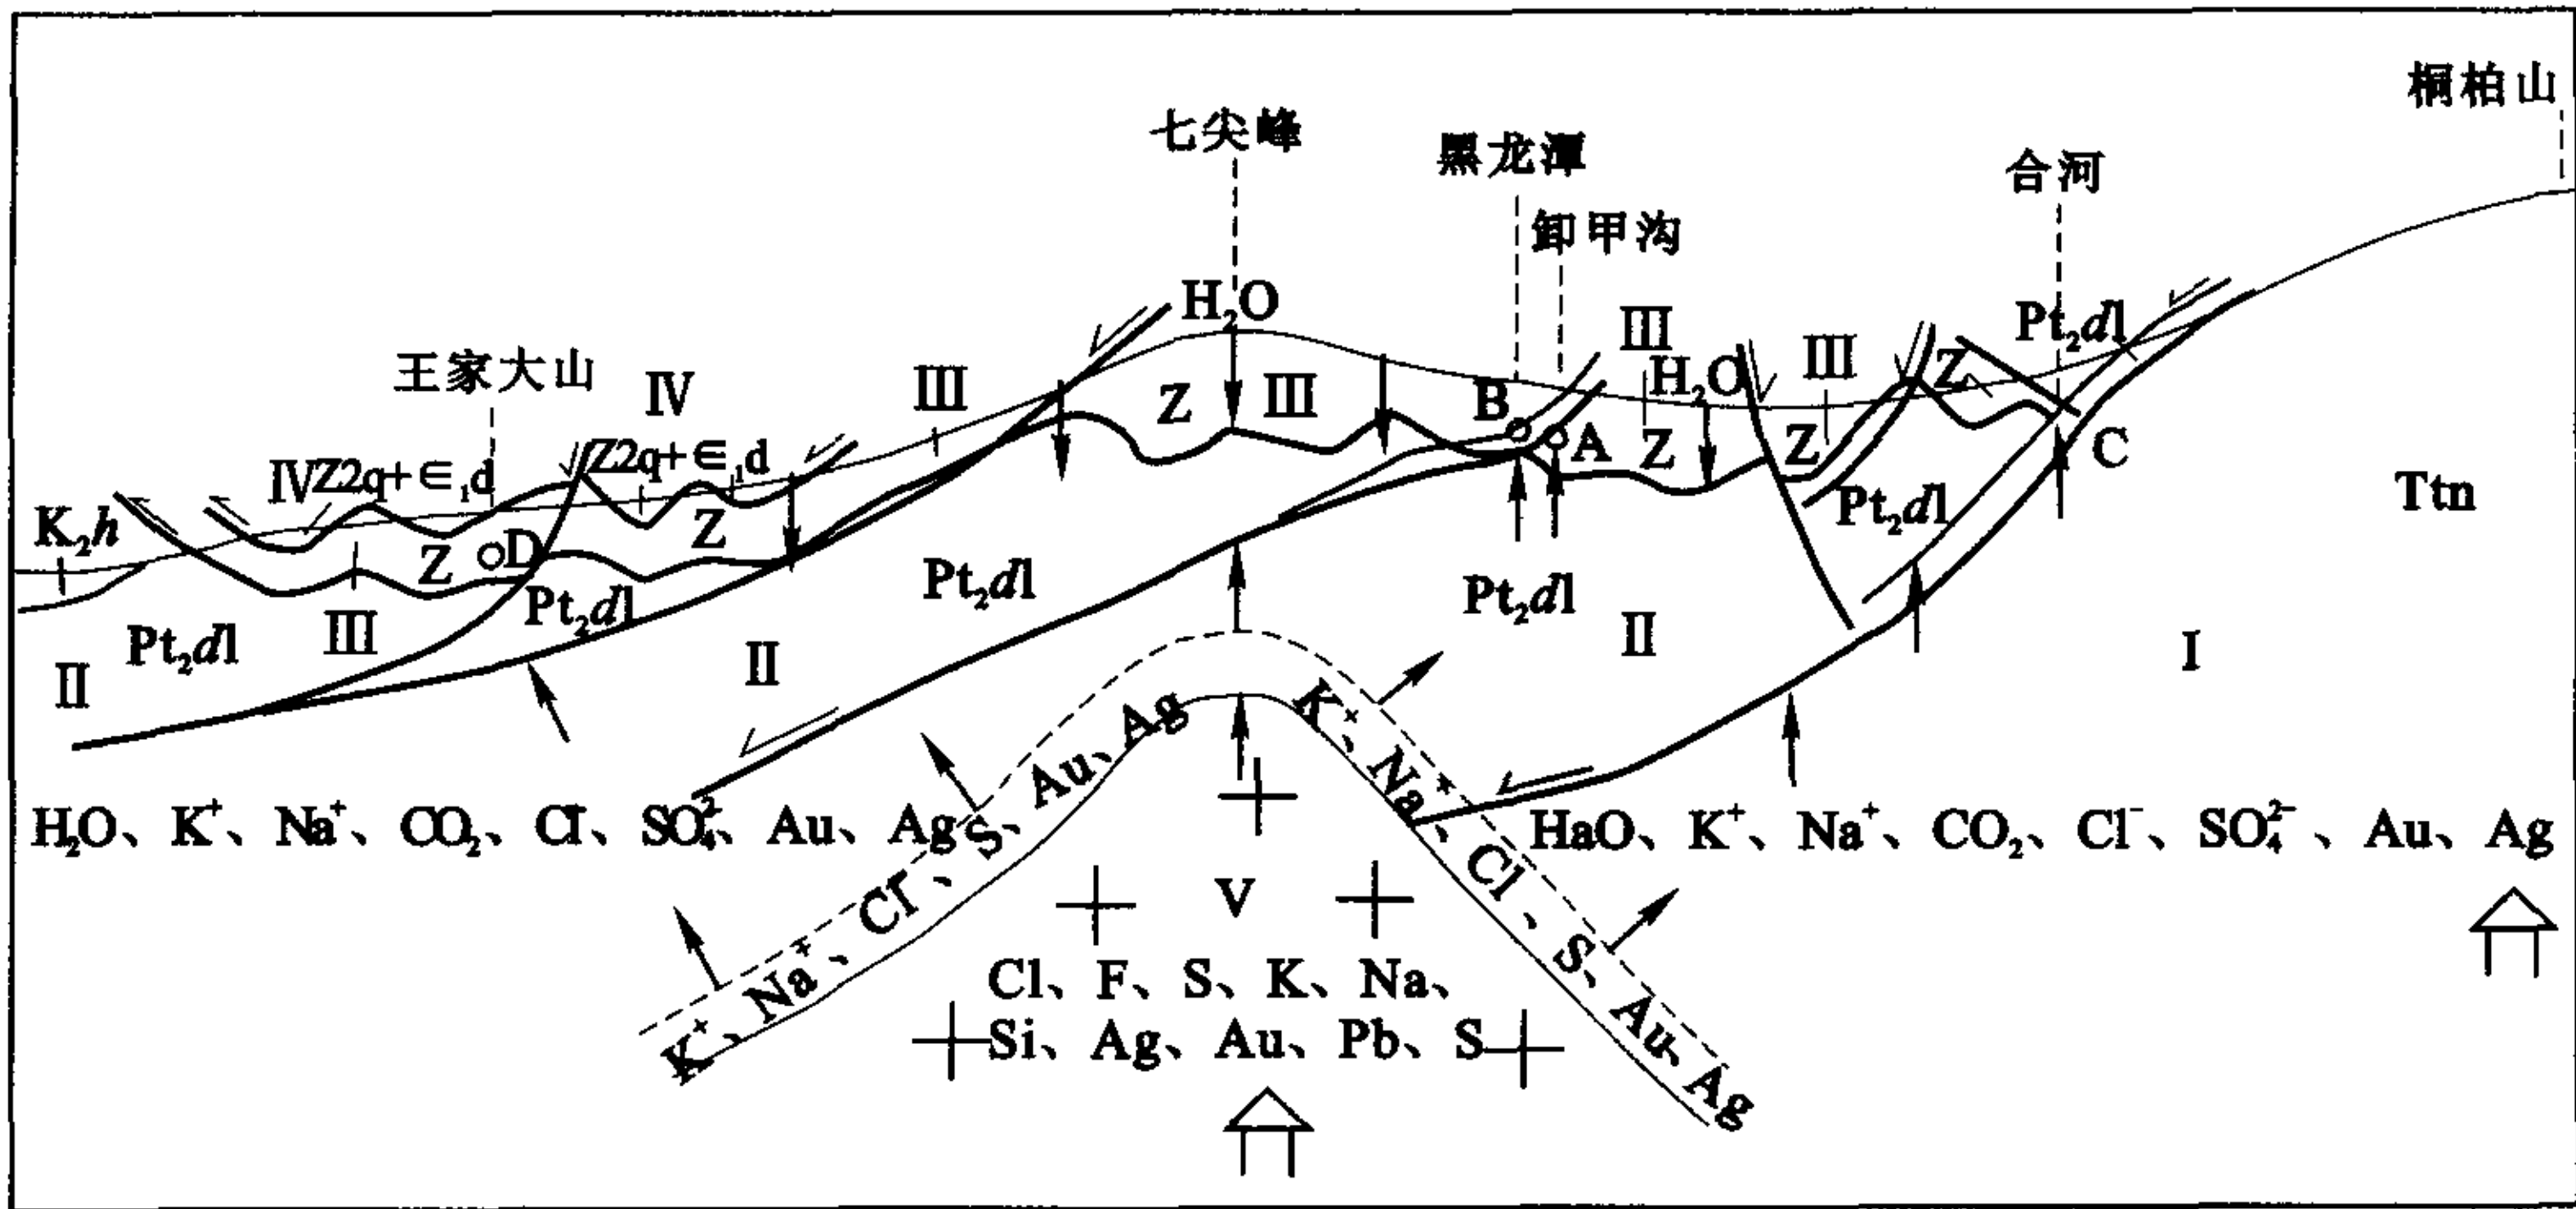 桐柏山
七尖峰
黑龙潭
合河
卸甲沟
H₂O
III
Pt₂dl
王家大山
IV
III
Z
III
B
H₂O
III
Z
IV
Z2q+∈₁d
Z2q+∈₁d
A
Z
Z
C
K₂h
Z
D
Z
Pt₂dl
Ttn
Pt₂dl
Pt₂dl
Pt₂dl
Pt₂dl
III
II
II
II
I
K⁺、Na⁺、Cl⁻、S、Au、Ag
K⁺、Na⁺、Cl、S、Au、Ag
H₂O、K⁺、Na⁺、CO₂、Cl⁻、SO₄²、Au、Ag
HaO、K⁺、Na⁺、CO₂、Cl⁻、SO₄²⁻、Au、Ag
V
Cl、F、S、K、Na、
Si、Ag、Au、Pb、S